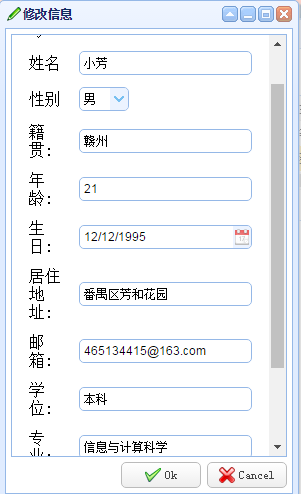 修改信息
姓名 小芳
性别 男
籍
贯: 赣州
年
龄: 21
生
日: 12/12/1995
居住
地
址: 番禺区芳和花园
邮
箱: 465134415@163.com
学
位: 本科
专
业: 信息与计算科学
Ok Cancel